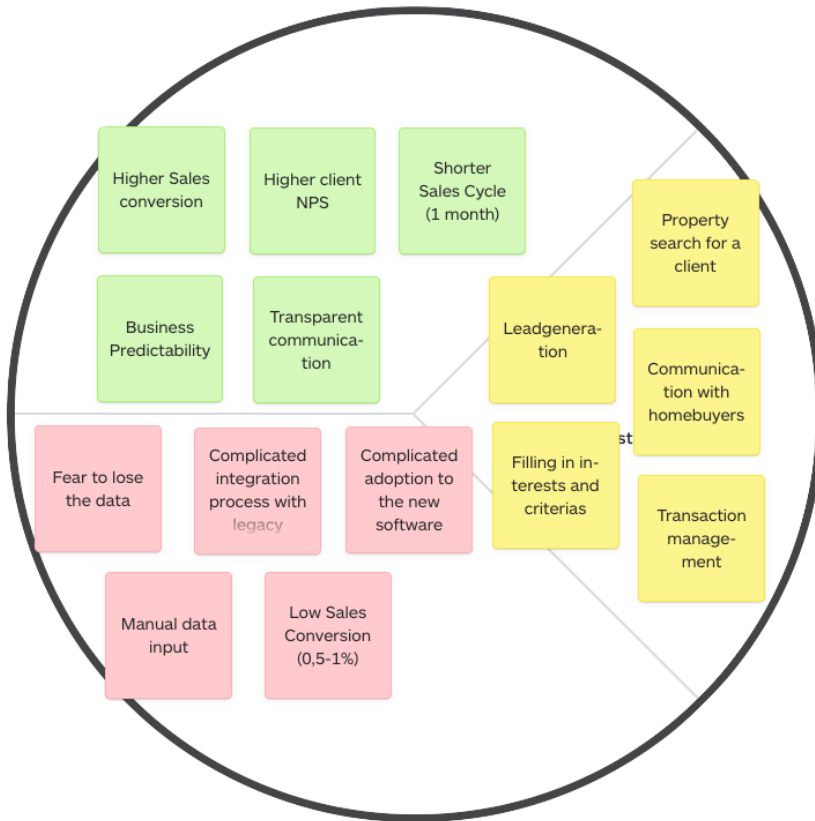 Higher Sales
conversion
Higher client
NPS
Shorter
Sales Cycle
(1 month)
Business
Predictability
Transparent
communica-
tion
Property
search for a
client
Leadgenera-
tion
Communica-
tion with
homebuyers
st
Filling in in-
terests and
criterias
Transaction
manage-
ment
Fear to lose
the data
Complicated
integration
process with
legacy
Complicated
adoption to
the new
software
Manual data
input
Low Sales
Conversion
(0,5-1%)